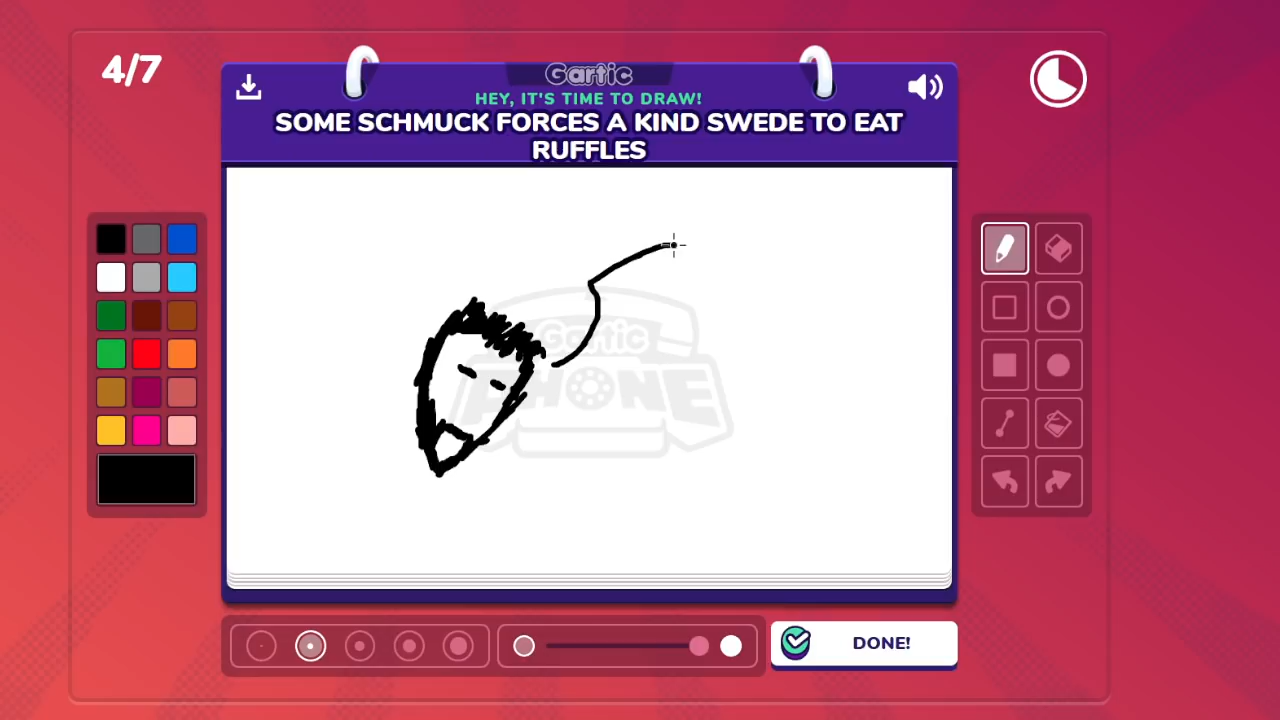 4/7
Gartic
HEY, IT'S TIME TO DRAW!
SOME SCHMUCK FORCES A KIND SWEDE TO EAT
RUFFLES
Gartic
PHONE
DONE!